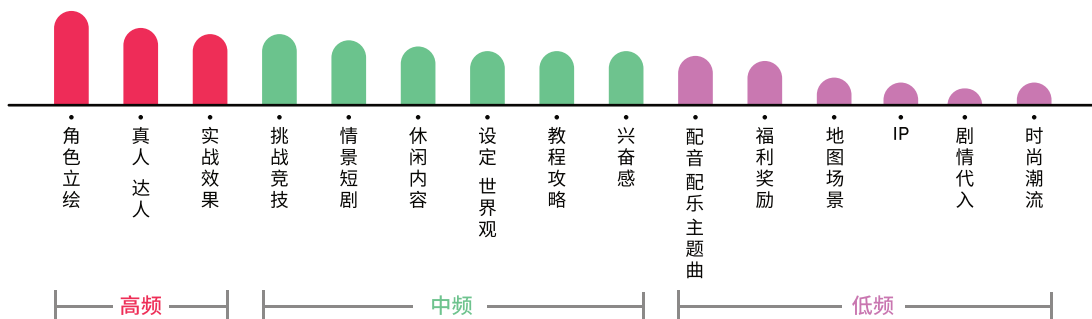 角色立绘
真人 达人
实战效果
挑战竞技
情景短剧
休闲内容
设定 世界观
教程攻略
兴奋感
配音 配乐 主题曲
福利奖励
地图场景
IP
剧情代入
时尚潮流
高频
中频
低频